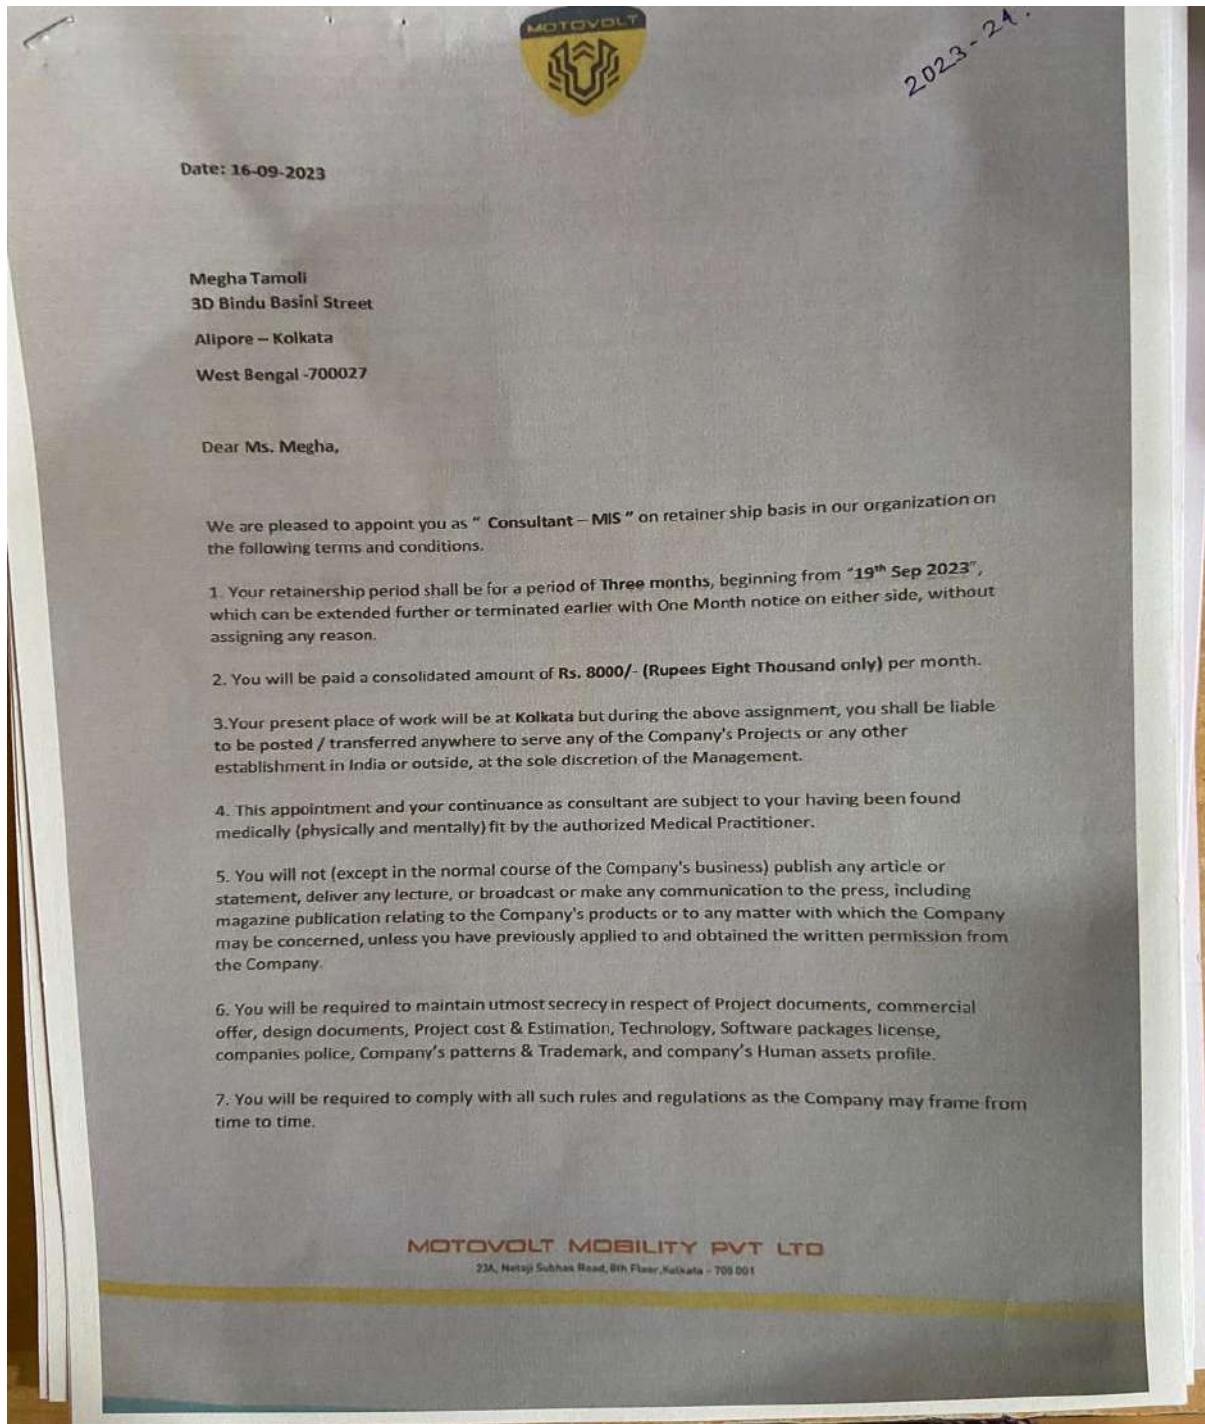 MOTOVOLT
2023-24.
Date: 16-09-2023
Megha Tamoli
3D Bindu Basini Street
Alipore – Kolkata
West Bengal -700027
Dear Ms. Megha,
We are pleased to appoint you as “ Consultant – MIS ” on retainer ship basis in our organization on
the following terms and conditions.
1. Your retainership period shall be for a period of Three months, beginning from “19th Sep 2023”,
which can be extended further or terminated earlier with One Month notice on either side, without
assigning any reason.
2. You will be paid a consolidated amount of Rs. 8000/- (Rupees Eight Thousand only) per month.
3.Your present place of work will be at Kolkata but during the above assignment, you shall be liable
to be posted / transferred anywhere to serve any of the Company's Projects or any other
establishment in India or outside, at the sole discretion of the Management.
4. This appointment and your continuance as consultant are subject to your having been found
medically (physically and mentally) fit by the authorized Medical Practitioner.
5. You will not (except in the normal course of the Company's business) publish any article or
statement, deliver any lecture, or broadcast or make any communication to the press, including
magazine publication relating to the Company's products or to any matter with which the Company
may be concerned, unless you have previously applied to and obtained the written permission from
the Company.
6. You will be required to maintain utmost secrecy in respect of Project documents, commercial
offer, design documents, Project cost & Estimation, Technology, Software packages license,
companies police, Company's patterns & Trademark, and company's Human assets profile.
7. You will be required to comply with all such rules and regulations as the Company may frame from
time to time.
MOTOVOLT MOBILITY PVT LTD
23A, Netaji Subhas Road, 8th Floor, Kolkata - 700 001